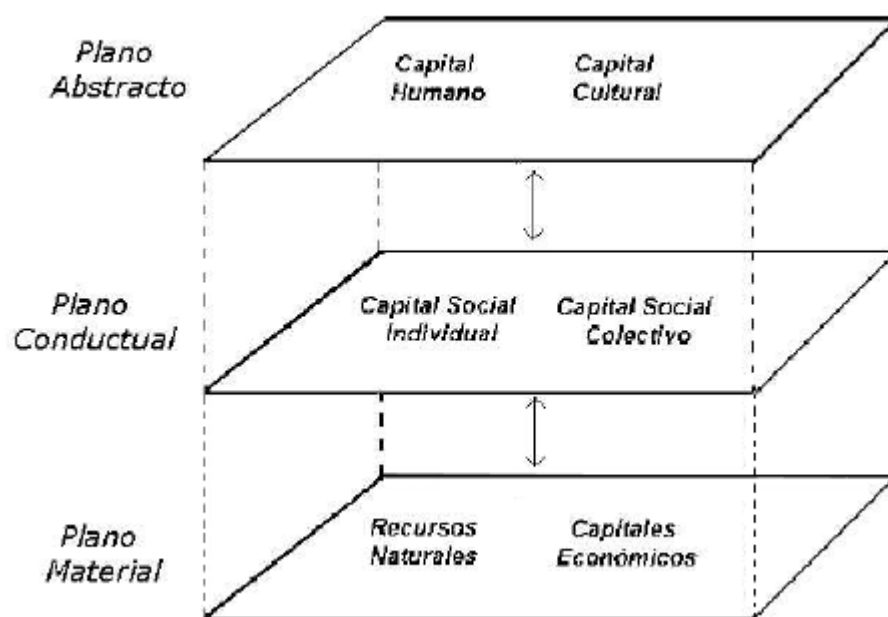 Plano
Abstracto
Capital
Humano
Capital
Cultural
Plano
Conductual
Capital Social
Individual
Capital Social
Colectivo
Plano
Material
Recursos
Naturales
Capitales
Económicos